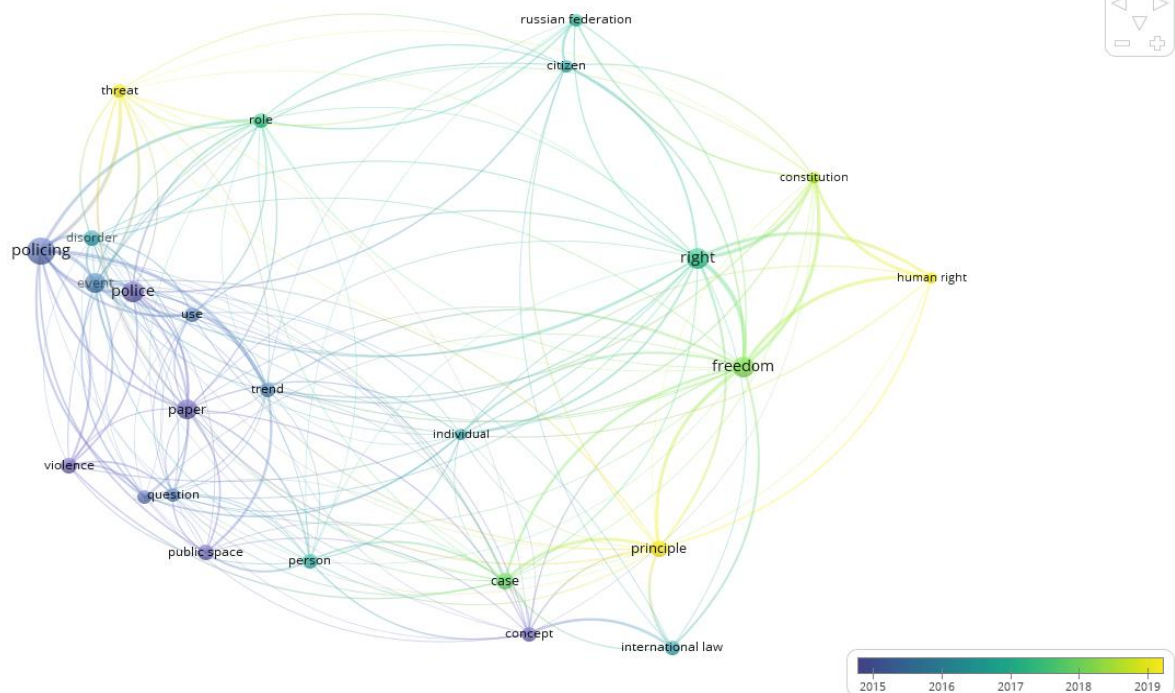 russian federation
citizen
threat
role
constitution
disorder
policing
right
human right
event
police
use
freedom
trend
paper
individual
violence
question
public space
person
principle
case
concept
international law
2015 2016 2017 2018 2019